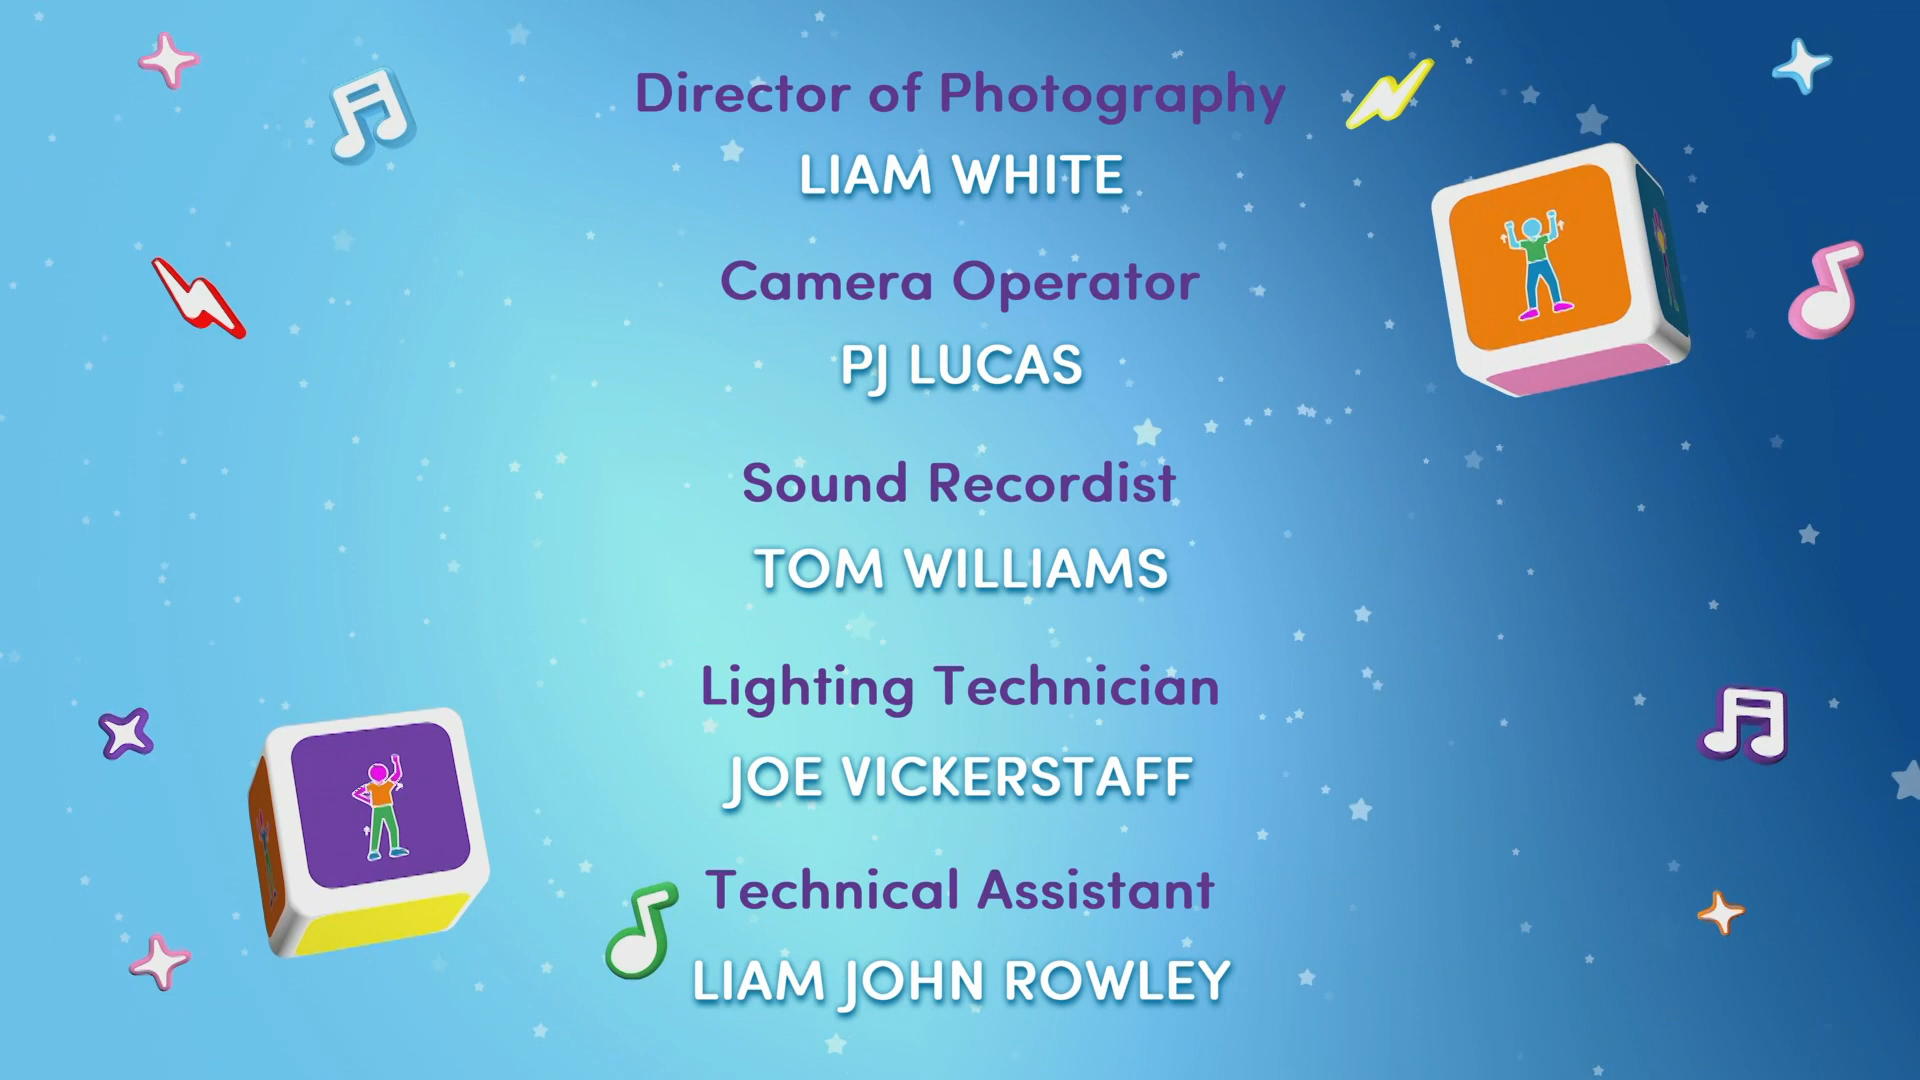 Director of Photography
LIAM WHITE
Camera Operator
PJ LUCAS
Sound Recordist
TOM WILLIAMS
Lighting Technician
JOE VICKERSTAFF
Technical Assistant
LIAM JOHN ROWLEY